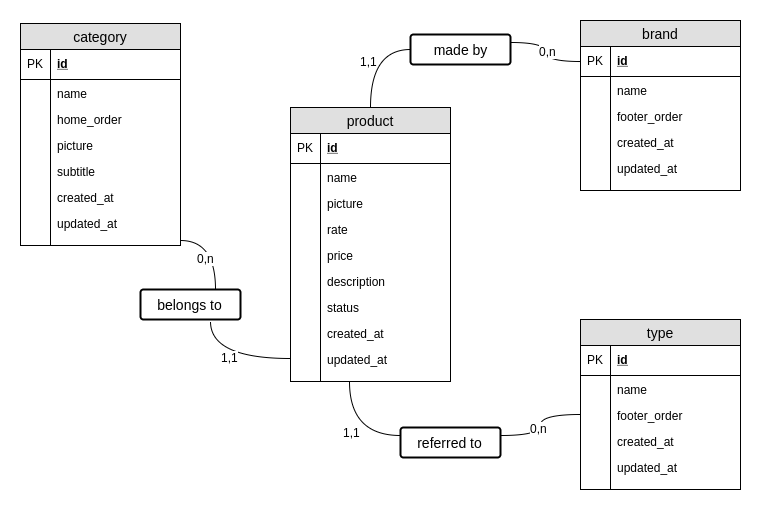 category
PK id
name
home_order
picture
subtitle
created_at
updated_at
0,n
belongs to
1,1
product
PK id
name
picture
rate
price
description
status
created_at
updated_at
1,1
made by
0,n
brand
PK id
name
footer_order
created_at
updated_at
1,1
referred to
0,n
type
PK id
name
footer_order
created_at
updated_at